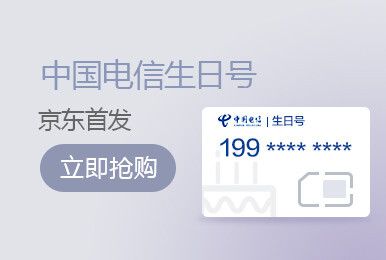 中国电信生日号
京东首发
立即抢购
中国电信 | 生日号
199 **** ****